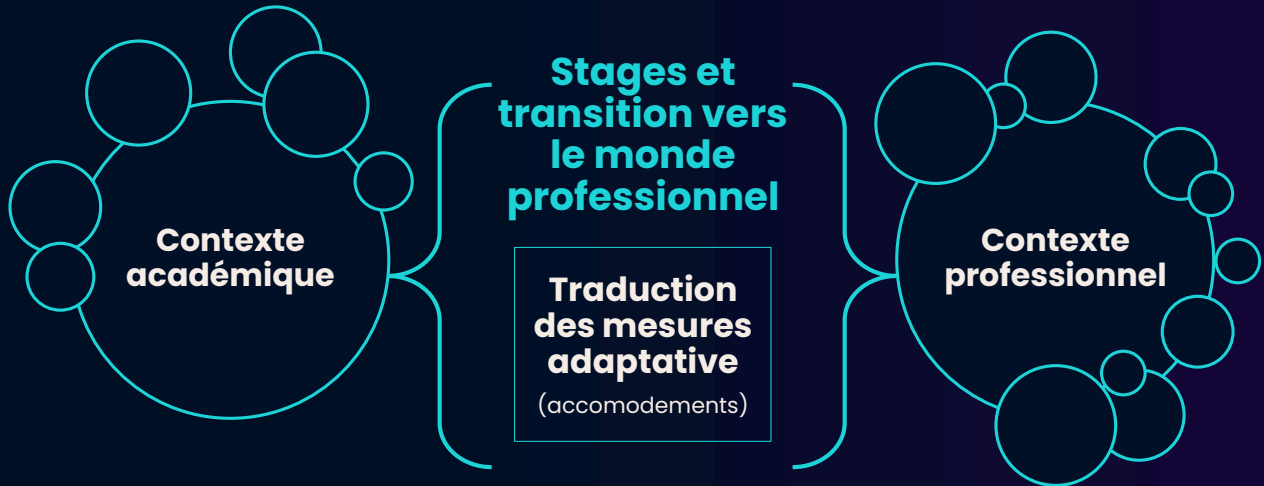 Contexte
académique
Stages et
transition vers
le monde
professionnel
Traduction
des mesures
adaptative
(accomodements)
Contexte
professionnel